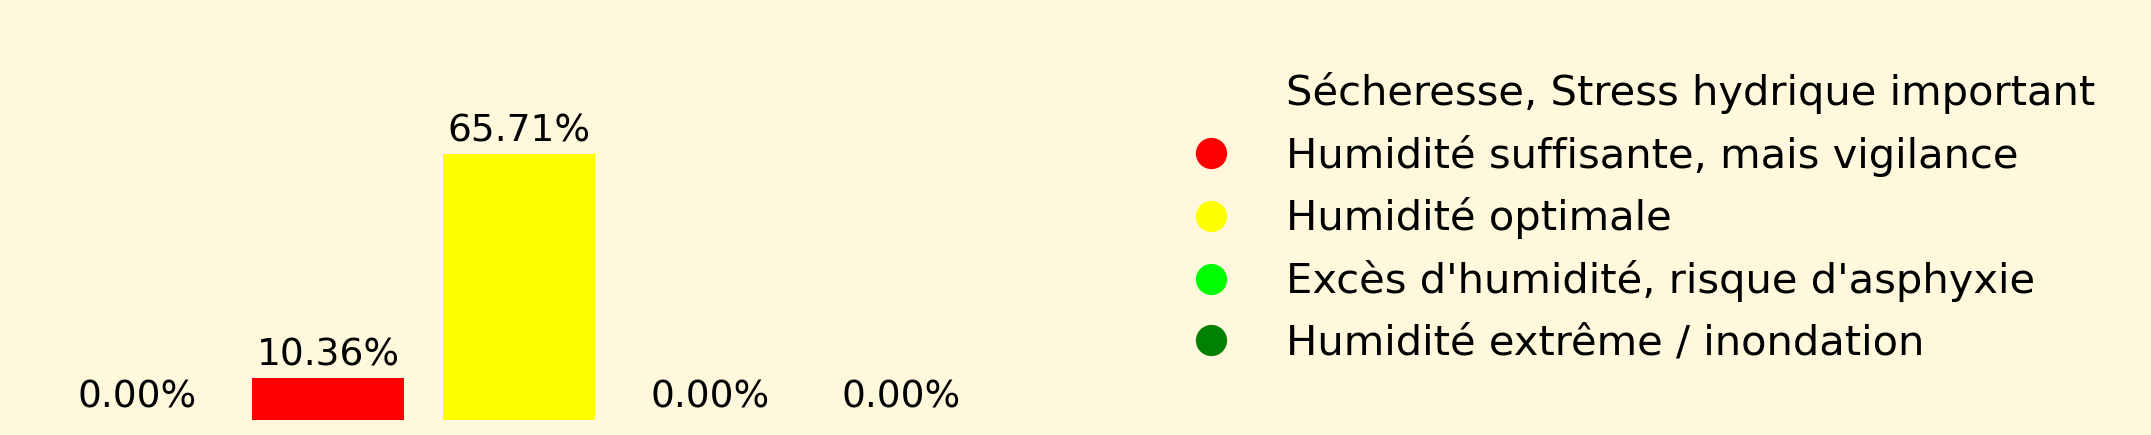 65.71%
10.36%
0.00%
0.00%
0.00%
Sécheresse, Stress hydrique important
Humidité suffisante, mais vigilance
Humidité optimale
Excès d'humidité, risque d'asphyxie
Humidité extrême / inondation